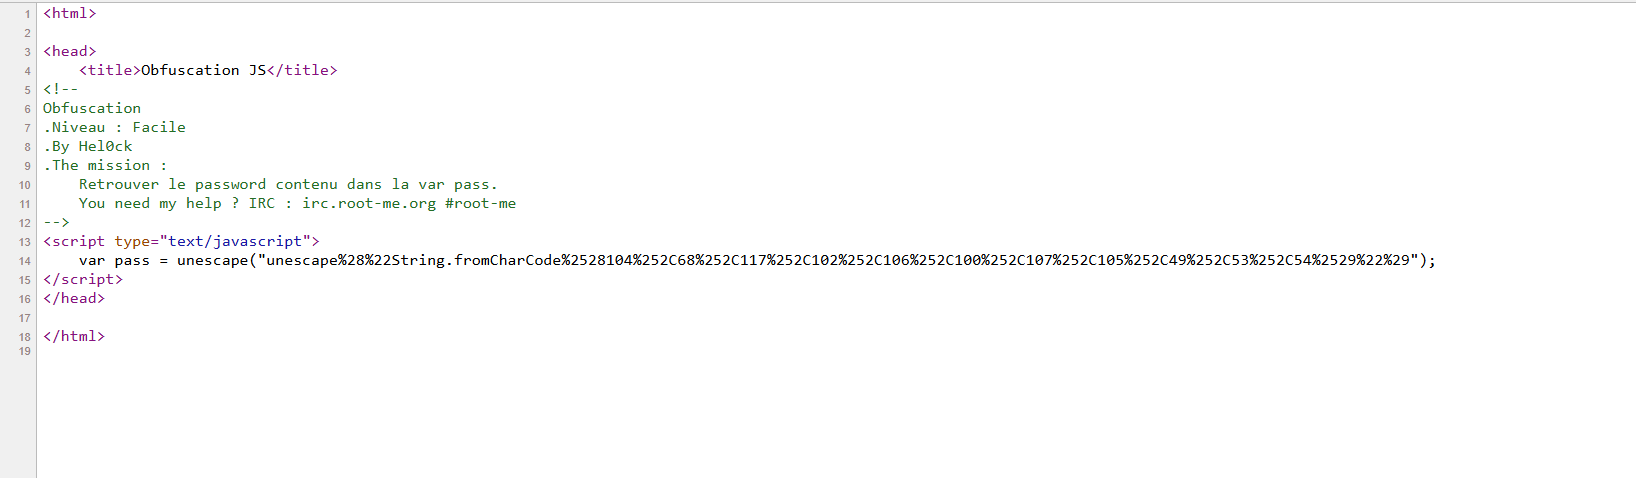 1 <html>
2
3 <head>
4     <title>Obfuscation JS</title>
5 <!--
6 Obfuscation
7 .Niveau : Facile
8 .By Hel0ck
9 .The mission :
10     Retrouver le password contenu dans la var pass.
11     You need my help ? IRC : irc.root-me.org #root-me
12 -->
13 <script type="text/javascript">
14     var pass = unescape("unescape%28%22String.fromCharCode%2528104%252C68%252C117%252C102%252C106%252C100%252C107%252C105%252C49%252C53%252C54%2529%22%29");
15 </script>
16 </head>
17
18 </html>
19